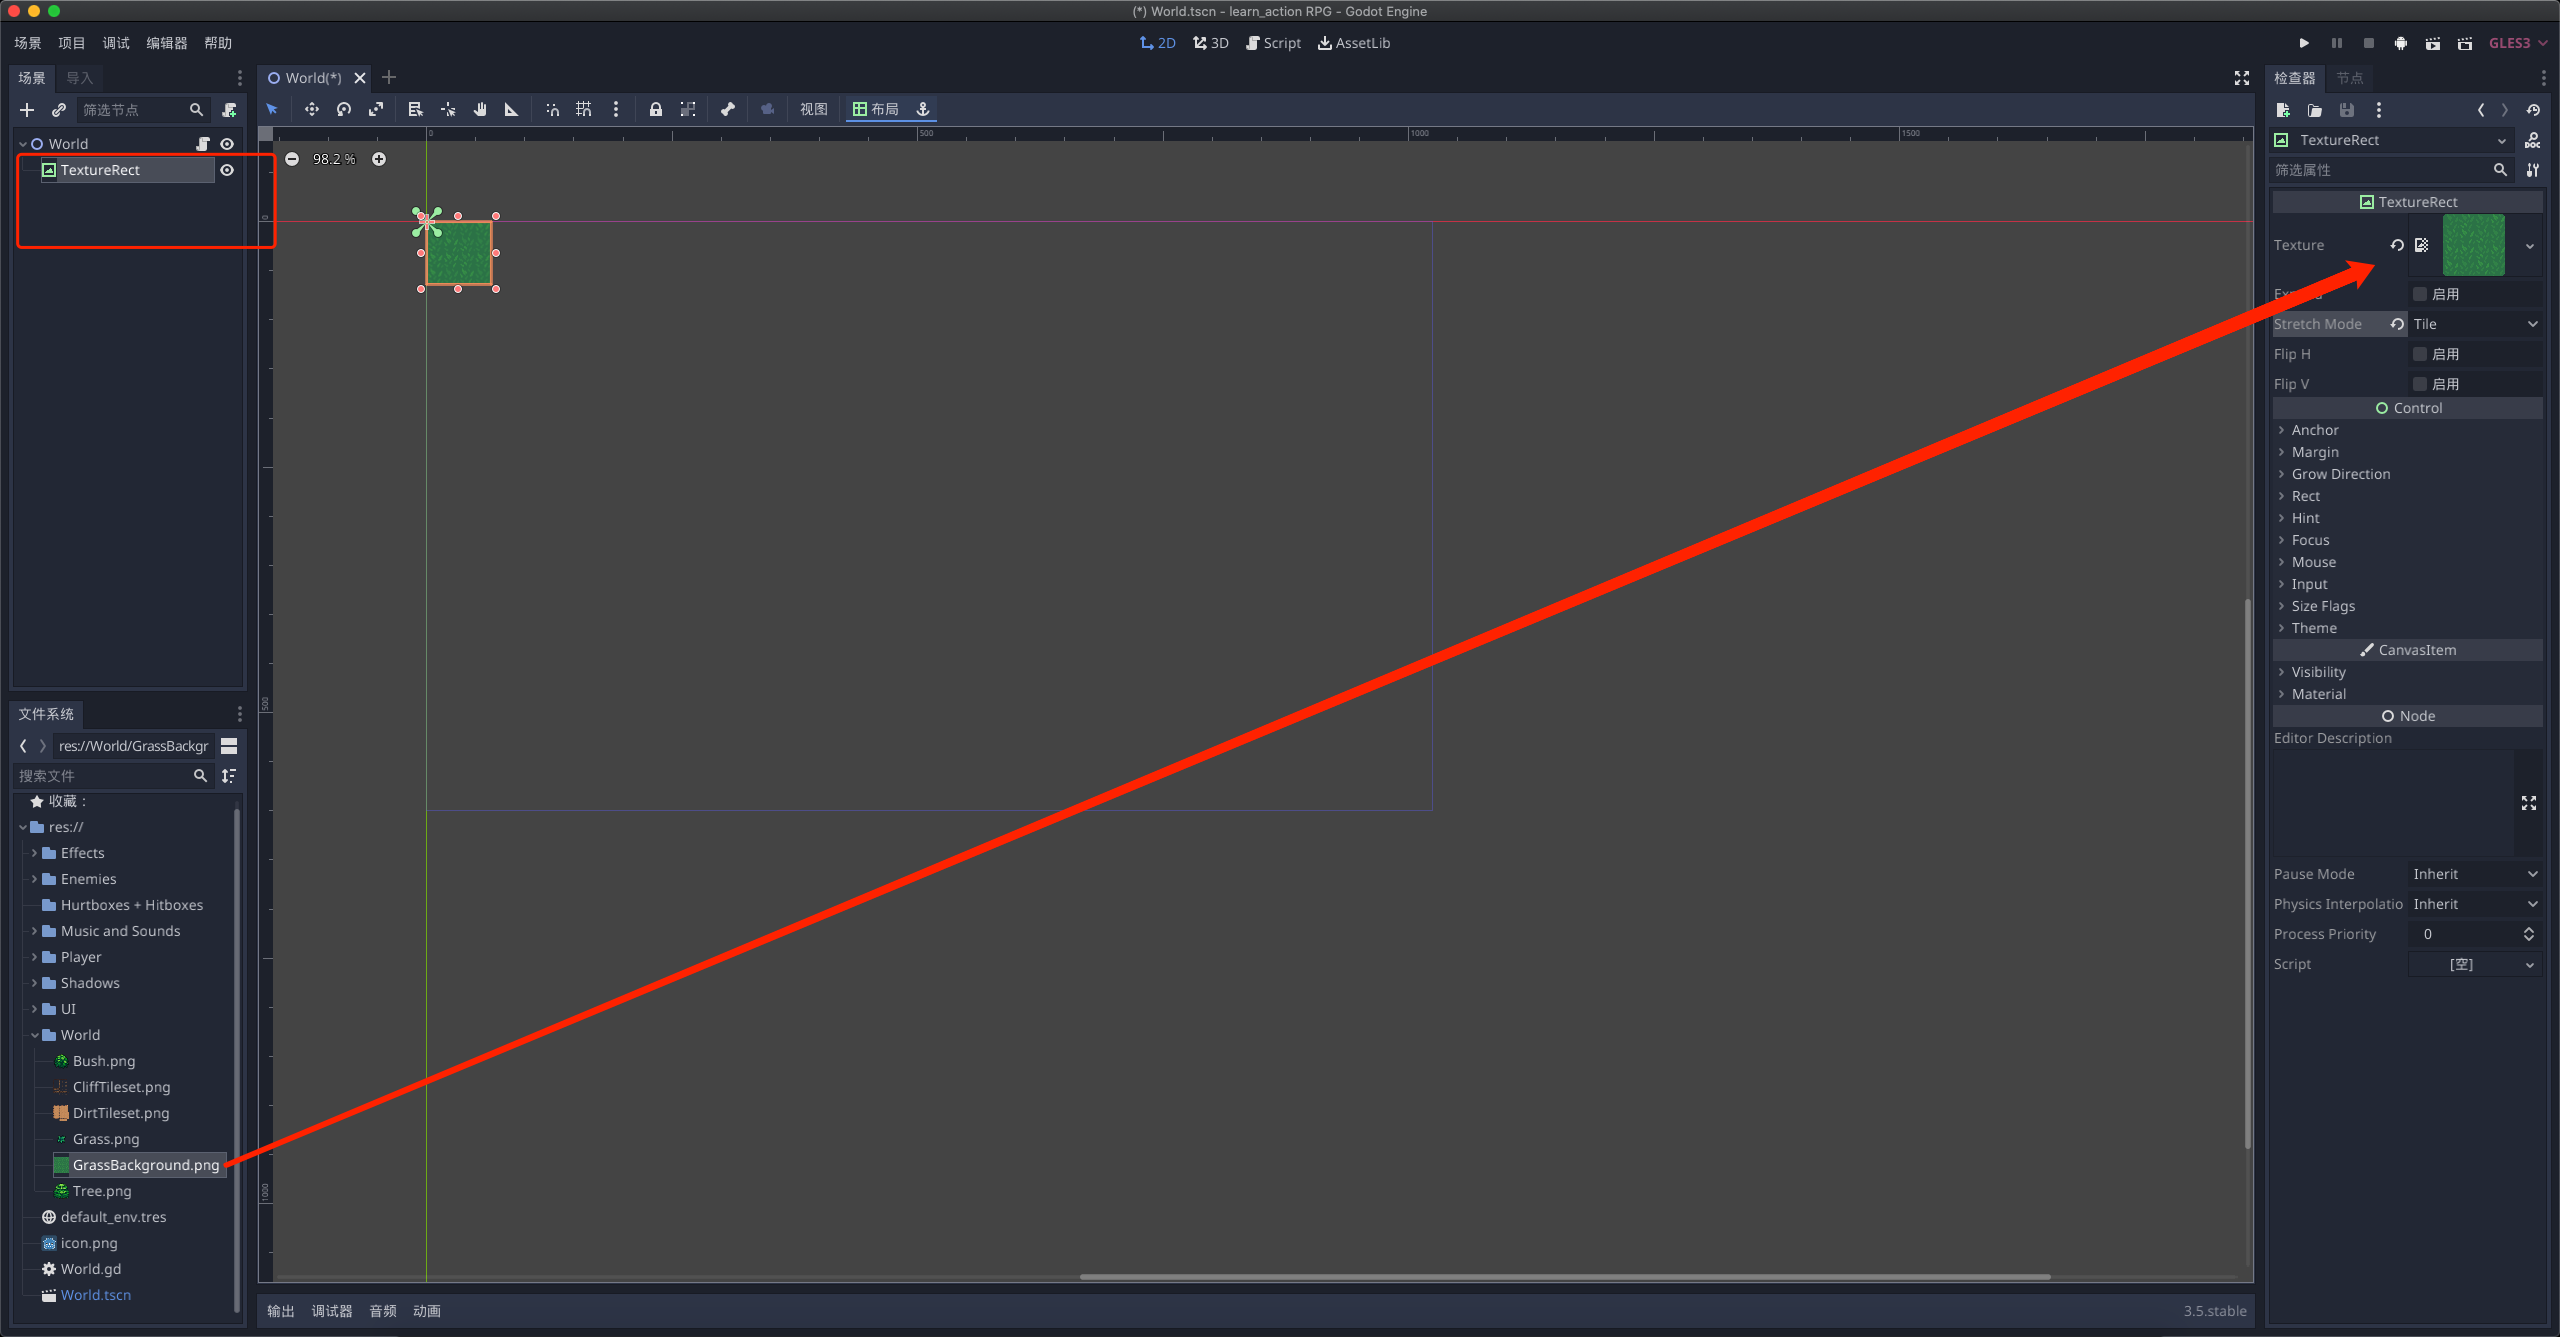 (*) World.tscn - learn_action RPG - Godot Engine
场景 项目 调试 编辑器 帮助
2D 3D Script AssetLib
GLES3
场景 导入
筛选节点
World
TextureRect
World(*)
视图 布局
0 500 1000 1500
98.2 %
0
500
1000
文件系统
res://World/GrassBackgr
搜索文件
收藏：
res://
Effects
Enemies
Hurtboxes + Hitboxes
Music and Sounds
Player
Shadows
UI
World
Bush.png
CliffTileset.png
DirtTileset.png
Grass.png
GrassBackground.png
Tree.png
default_env.tres
icon.png
World.gd
World.tscn
输出 调试器 音频 动画
3.5.stable
检查器 节点
TextureRect
DOC
筛选属性
TextureRect
Texture
启用
Stretch Mode Tile
Flip H 启用
Flip V 启用
Control
Anchor
Margin
Grow Direction
Rect
Hint
Focus
Mouse
Input
Size Flags
Theme
CanvasItem
Visibility
Material
Node
Editor Description
Pause Mode Inherit
Physics Interpolatio Inherit
Process Priority 0
Script [空]